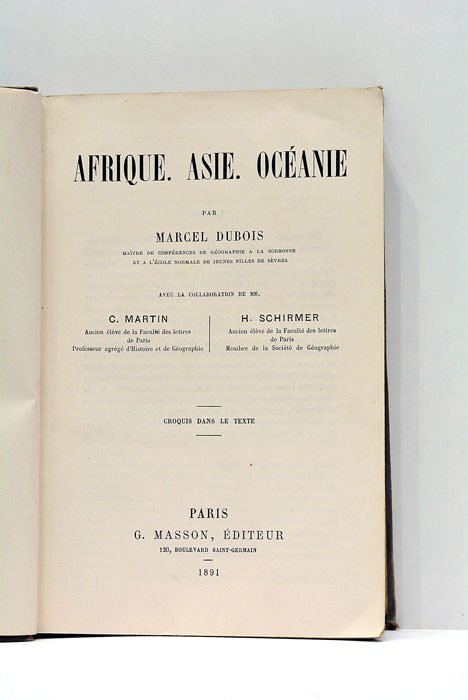 AFRIQUE. ASIE. OCÉANIE
PAR
MARCEL DUBOIS
MAÎTRE DE CONFÉRENCES DE GÉOGRAPHIE A LA SORBONNE
ET A L'ÉCOLE NORMALE DE JEUNES FILLES DE SÈVRES
AVEC LA COLLABORATION DE MM.
C. MARTIN
Ancien élève de la Faculté des lettres
de Paris
Professeur agrégé d'Histoire et de Géographie
H. SCHIRMER
Ancien élève de la Faculté des lettres
de Paris
Membre de la Société de Géographie
CROQUIS DANS LE TEXTE
PARIS
G. MASSON, ÉDITEUR
120, BOULEVARD SAINT-GERMAIN
1891